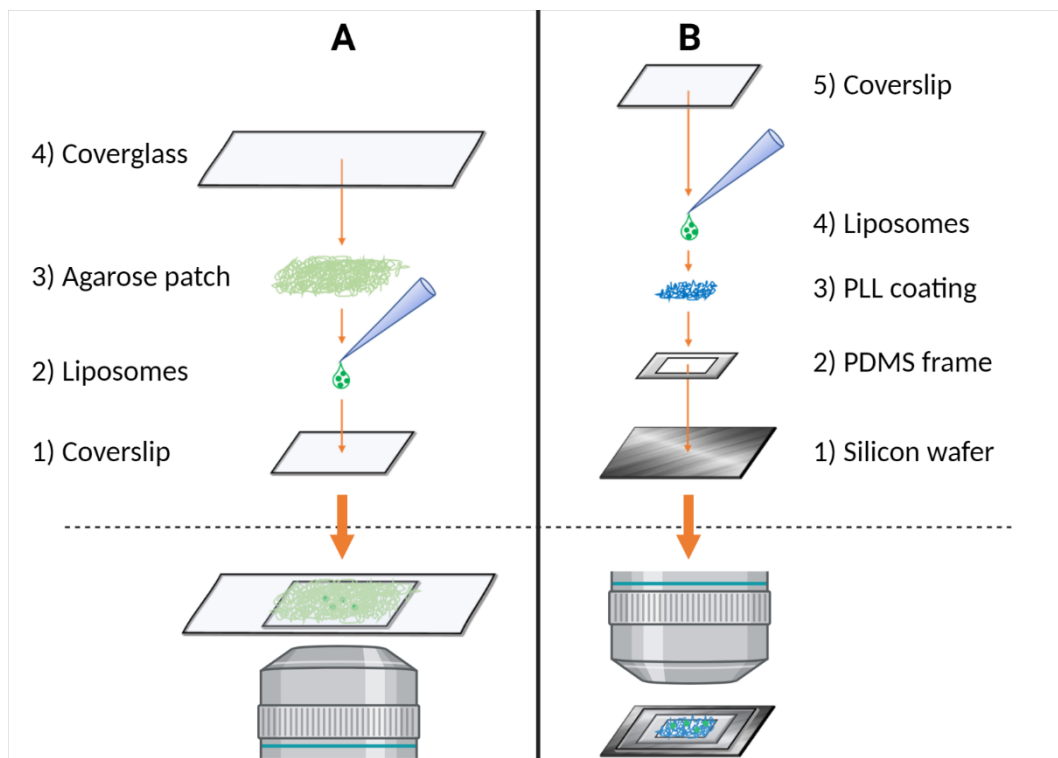 A
4) Coverglass
3) Agarose patch
2) Liposomes
1) Coverslip
B
5) Coverslip
4) Liposomes
3) PLL coating
2) PDMS frame
1) Silicon wafer